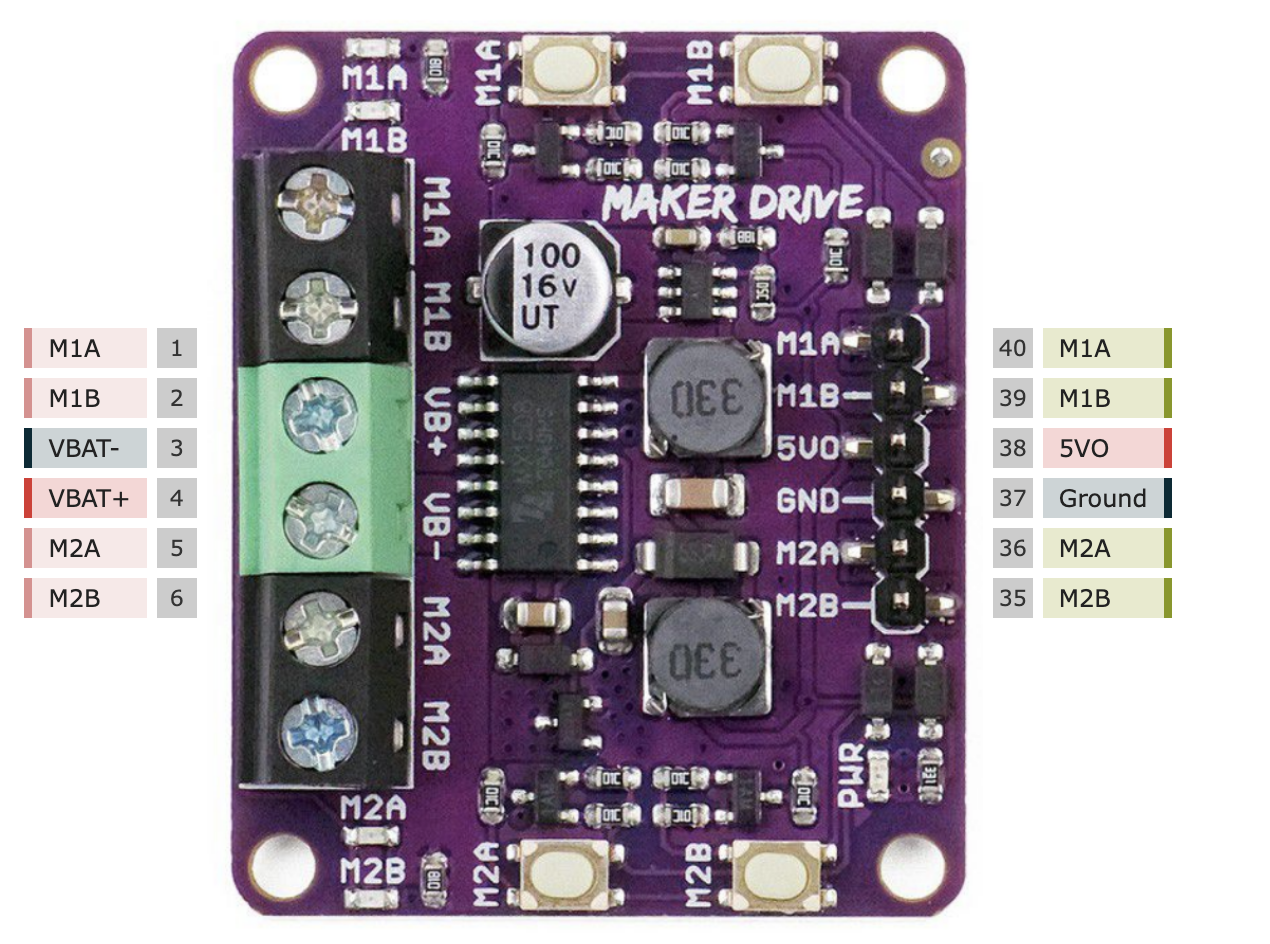 M1A
M1A
M1B
M1B
M1A
M1B
MAKER DRIVE
100
16V
UT
M1A
M1B
VB+
VB-
M2A
M2B
330
330
M1A
M1B
5VO
GND
M2A
M2B
M1A 1
M1B 2
VBAT- 3
VBAT+ 4
M2A 5
M2B 6
40 M1A
39 M1B
38 5VO
37 Ground
36 M2A
35 M2B
PWR
M2A
M2B
M2A
M2B